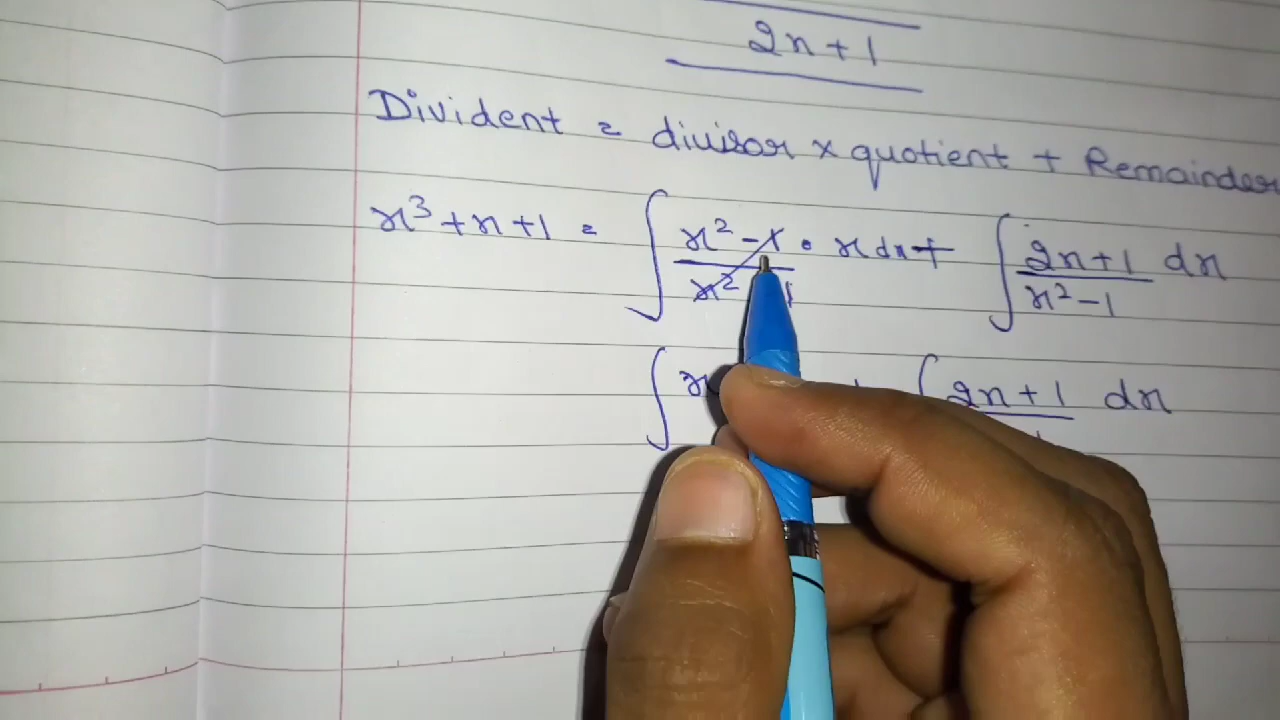 2x+1
Divident = divisor × quotient + Remainder
x³+x+1 = ∫ x²-1/x² 1 • x dx + ∫ 2x+1/x²-1 dx
∫ x ∫ 2x+1 dx